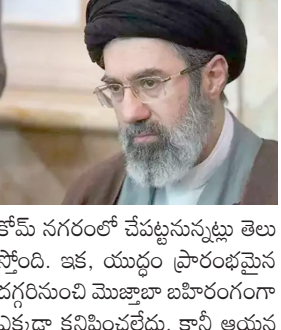 కోమ్ నగరంలో చేపట్టనున్నట్లు తెలు
స్తోంది. ఇక, యుద్ధం ప్రారంభమైన
దగ్గరినుంచి మొజ్తాబా బహిరంగంగా
ఎక్కడా కనిపించలేదు. కానీ ఆయన